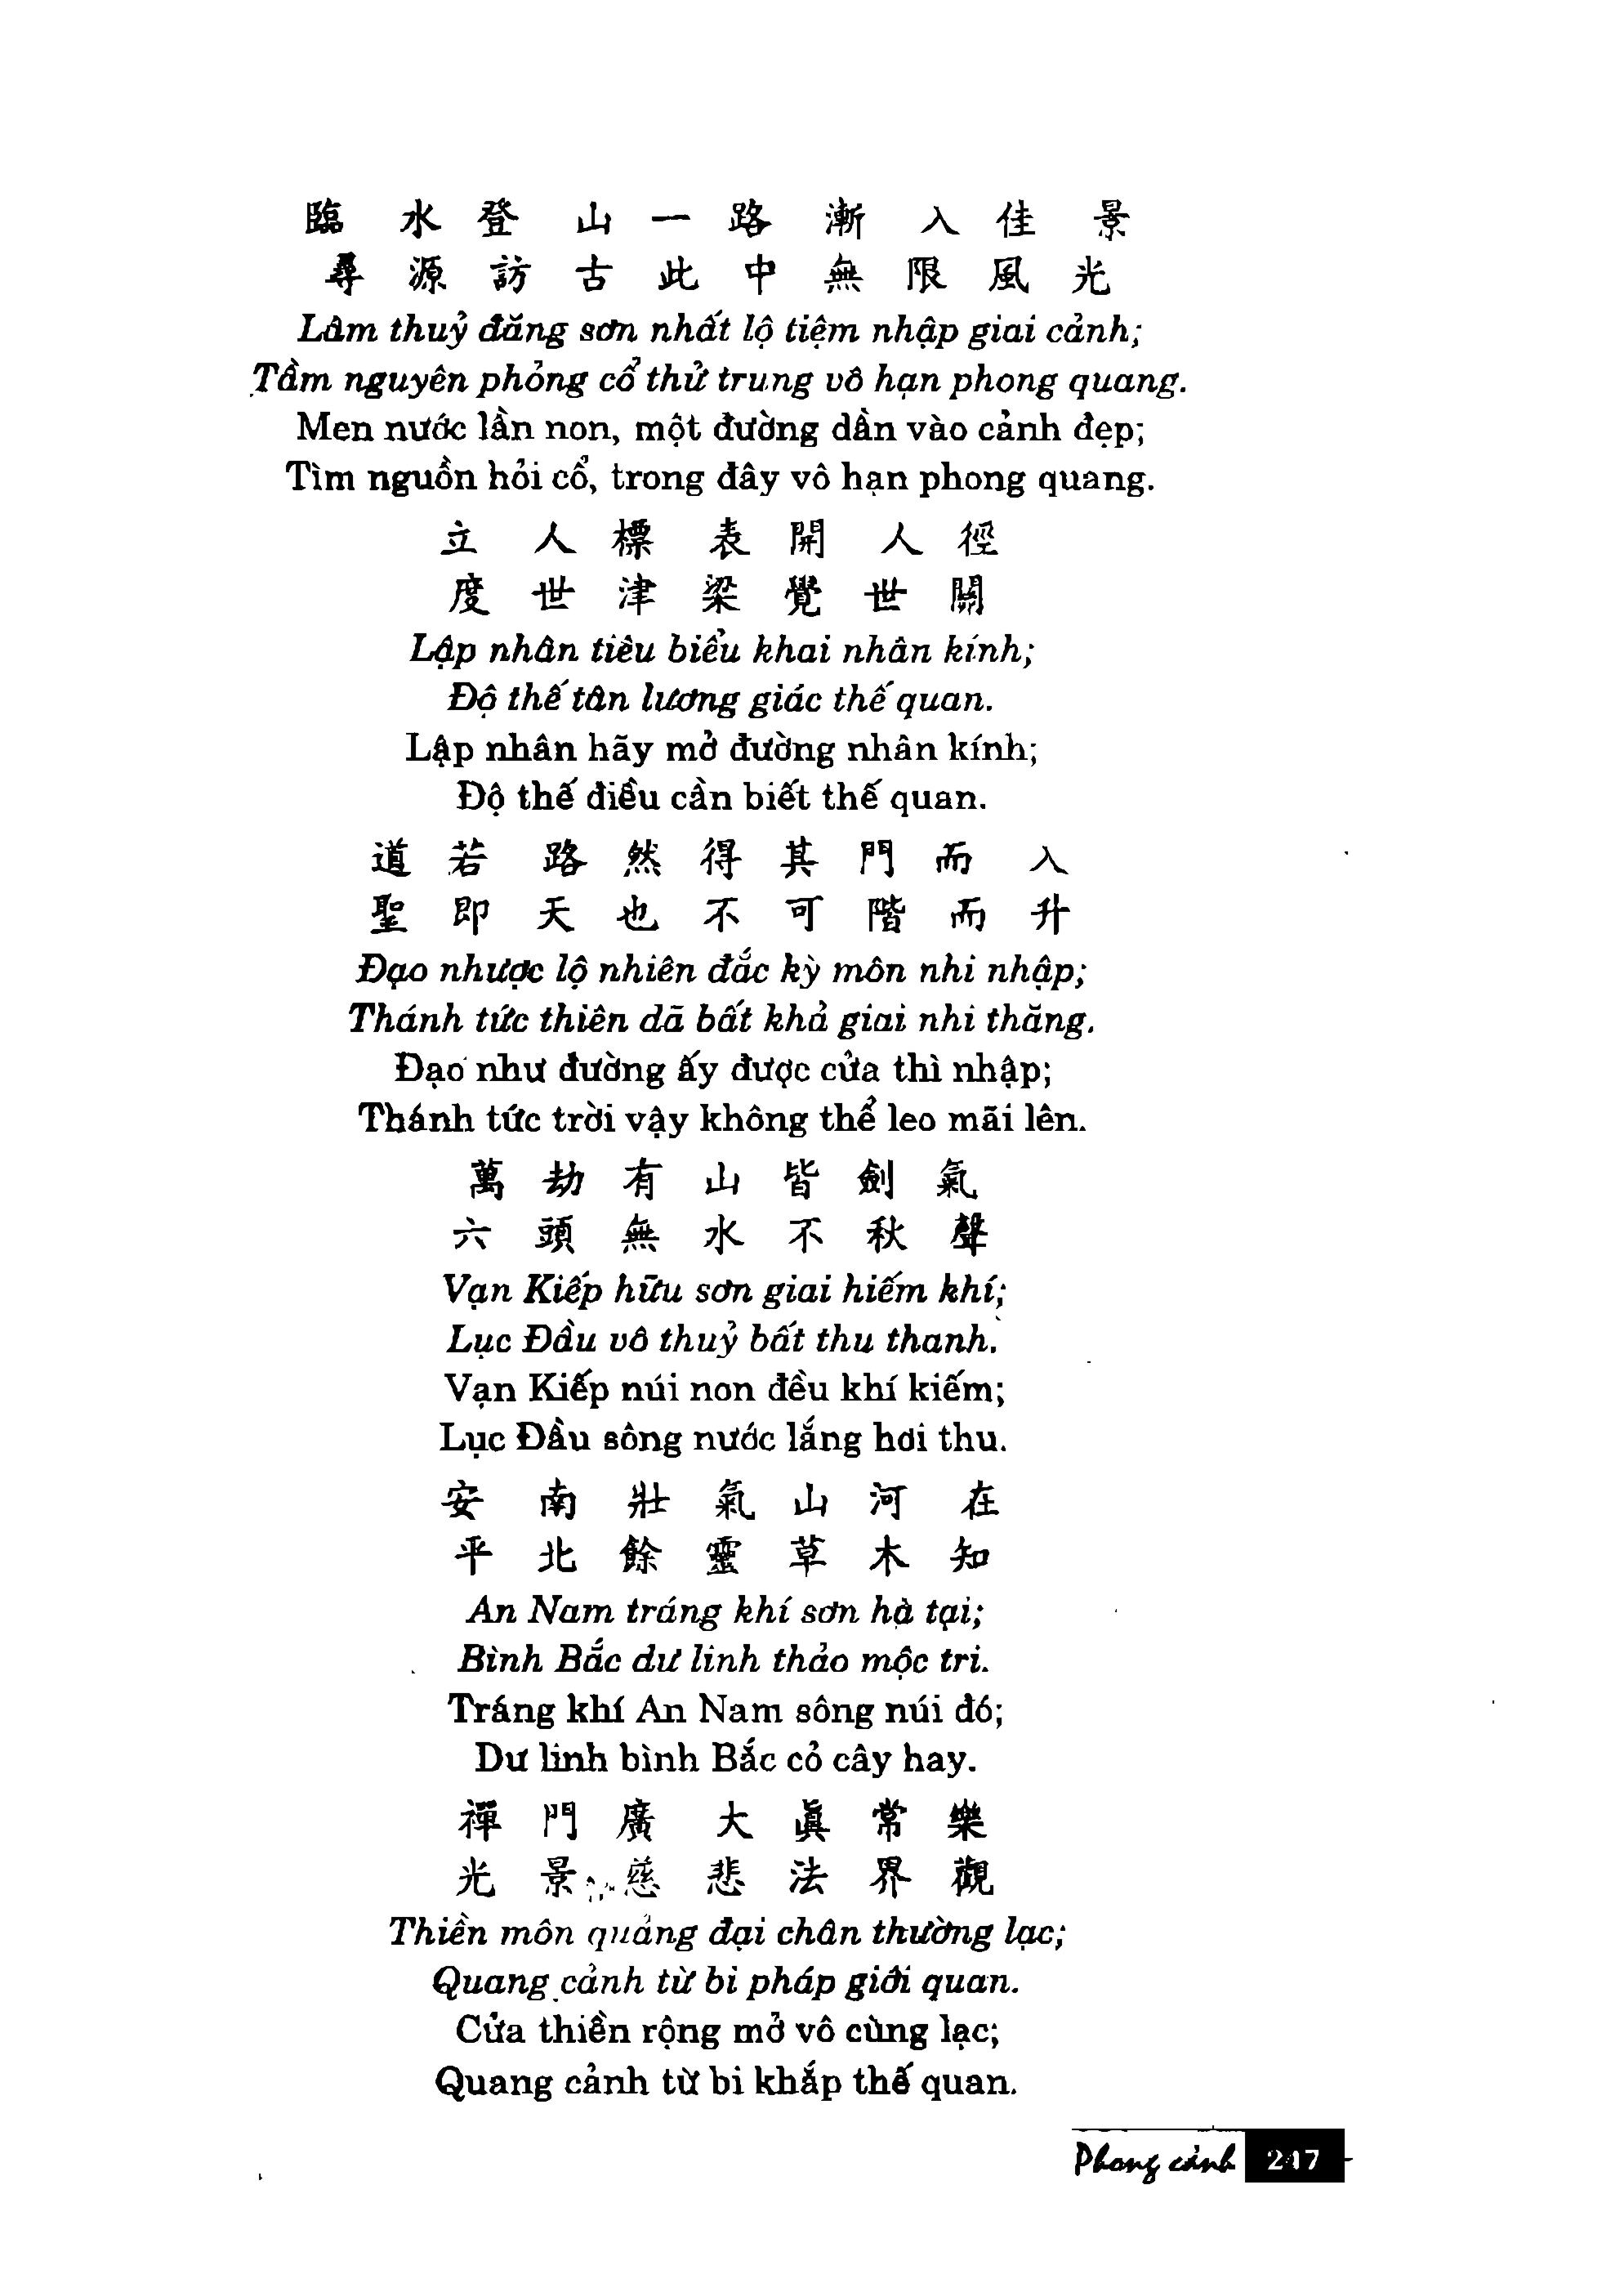 臨水登山一路漸入佳景
尋源訪古此中無限風光
Lâm thuỷ đăng sơn nhất lộ tiệm nhập giai cảnh;
Tầm nguyên phỏng cổ thử trung vô hạn phong quang.
Men nước lần non, một đường dần vào cảnh đẹp;
Tìm nguồn hỏi cổ, trong đây vô hạn phong quang.
立人標表開人徑
度世津梁覺世關
Lập nhân tiêu biểu khai nhân kính;
Độ thế tân lương giác thế quan.
Lập nhân hãy mở đường nhân kính;
Độ thế điều cần biết thế quan.
道若路然得其門而入
聖即天也不可階而升
Đạo nhược lộ nhiên đắc kỳ môn nhi nhập;
Thánh tức thiên dã bất khả giai nhi thăng.
Đạo như đường ấy được cửa thì nhập;
Thánh tức trời vậy không thể leo mãi lên.
萬劫有山皆劍氣
六頭無水不秋聲
Vạn Kiếp hữu sơn giai hiếm khí;
Lục Đầu vô thuỷ bất thu thanh.
Vạn Kiếp núi non đều khí kiếm;
Lục Đầu sông nước lắng hơi thu.
安南壯氣山河在
平北餘靈草木知
An Nam tráng khí sơn hà tại;
Bình Bắc dư linh thảo mộc tri.
Tráng khí An Nam sông núi đó;
Dư linh bình Bắc cỏ cây hay.
禪門廣大眞常樂
光景慈悲法界觀
Thiền môn quảng đại chân thường lạc;
Quang cảnh từ bi pháp giới quan.
Cửa thiền rộng mở vô cùng lạc;
Quang cảnh từ bi khắp thế quan.
Phong cảnh 247